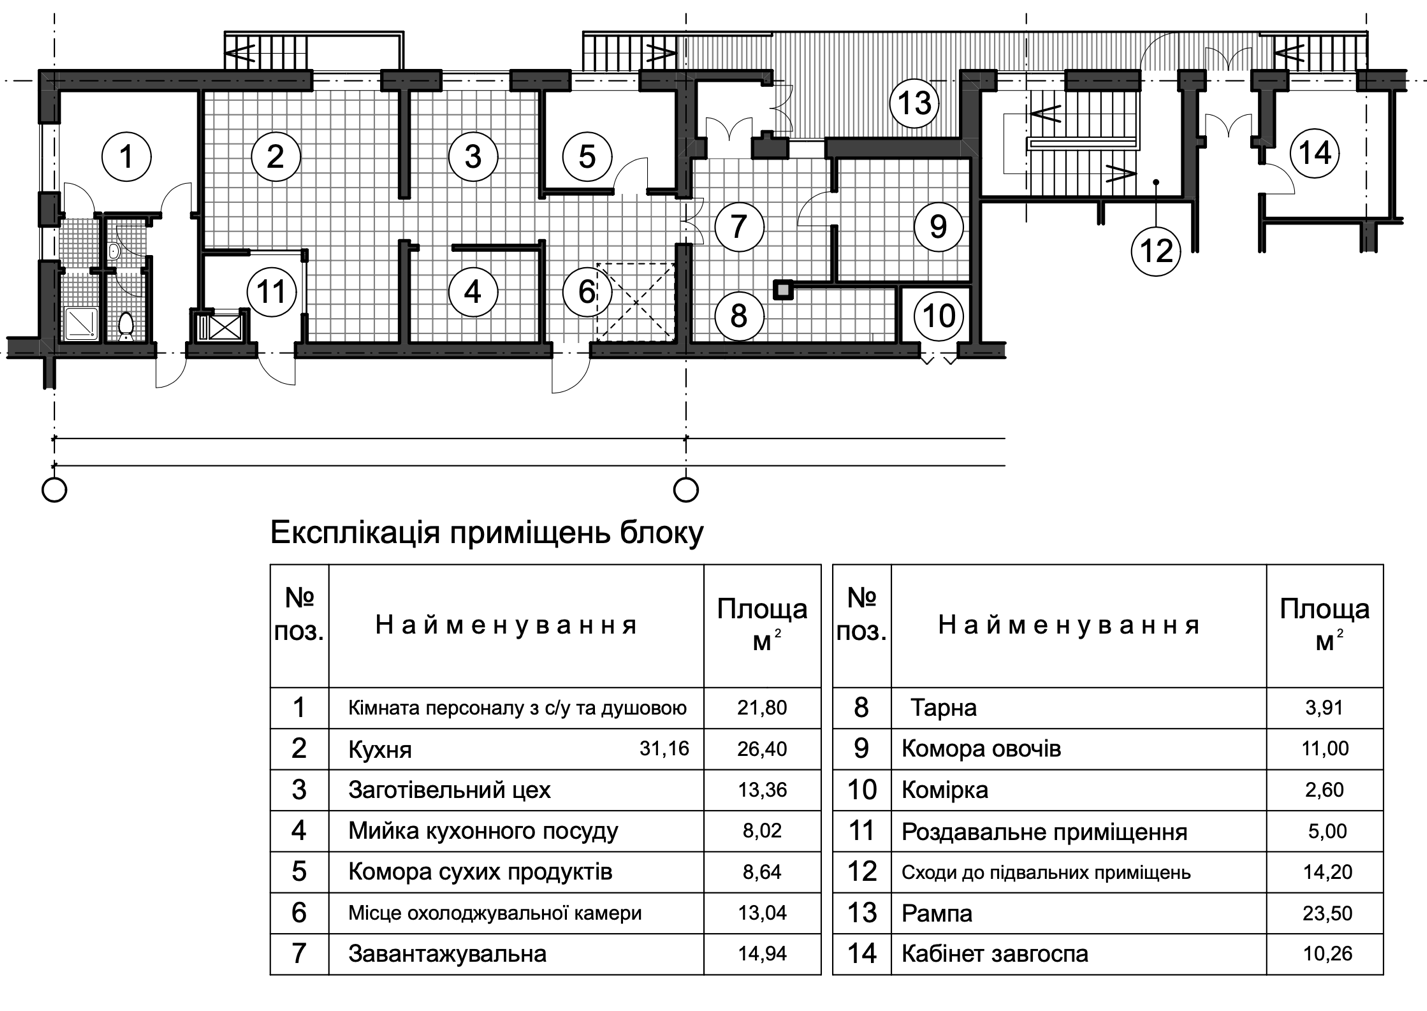 1
2
3
5
13
14
7
9
12
11
4
6
8
10
Експлікація приміщень блоку
№ поз. Найменування Площа м²
1 Кімната персоналу з с/у та душовою 21,80
2 Кухня 31,16 26,40
3 Заготівельний цех 13,36
4 Мийка кухонного посуду 8,02
5 Комора сухих продуктів 8,64
6 Місце охолоджувальної камери 13,04
7 Завантажувальна 14,94
№ поз. Найменування Площа м²
8 Тарна 3,91
9 Комора овочів 11,00
10 Комірка 2,60
11 Роздавальне приміщення 5,00
12 Сходи до підвальних приміщень 14,20
13 Рампа 23,50
14 Кабінет завгоспа 10,26